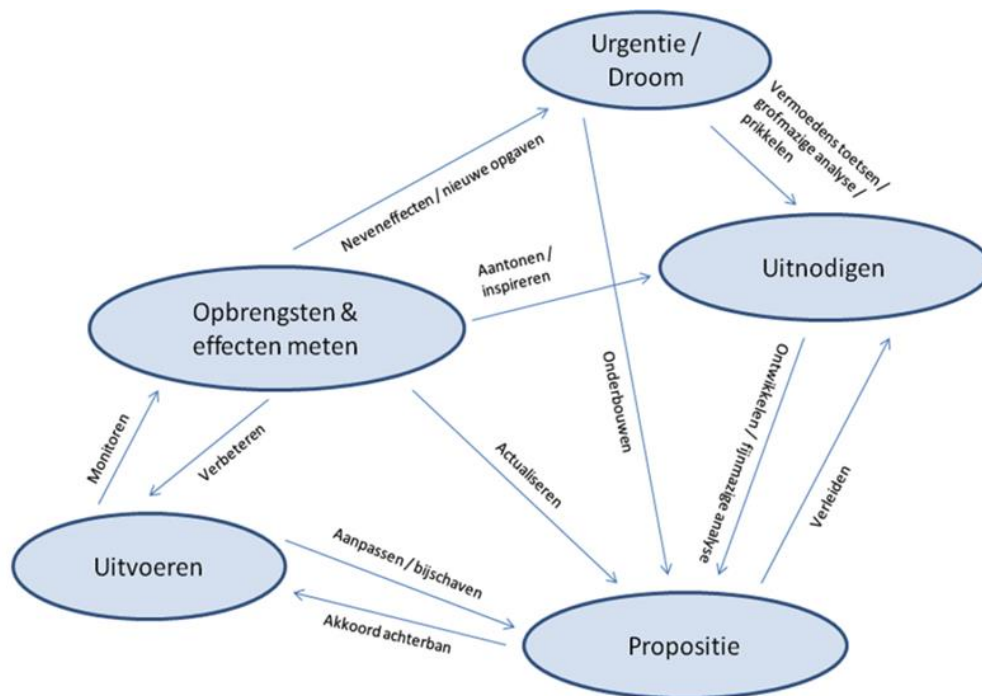 Urgentie /
Droom
Vermoedens toetsen /
grofmazige analyse /
prikkelen
Neveneffecten / nieuwe opgaven
Uitnodigen
Aantonen /
inspireren
Opbrengsten &
effecten meten
Onderbouwen
Ontwikkelen / fijnmazige analyse
Verleiden
Monitoren
Verbeteren
Actualiseren
Uitvoeren
Aanpassen / bijschaven
Akkoord achterban
Propositie